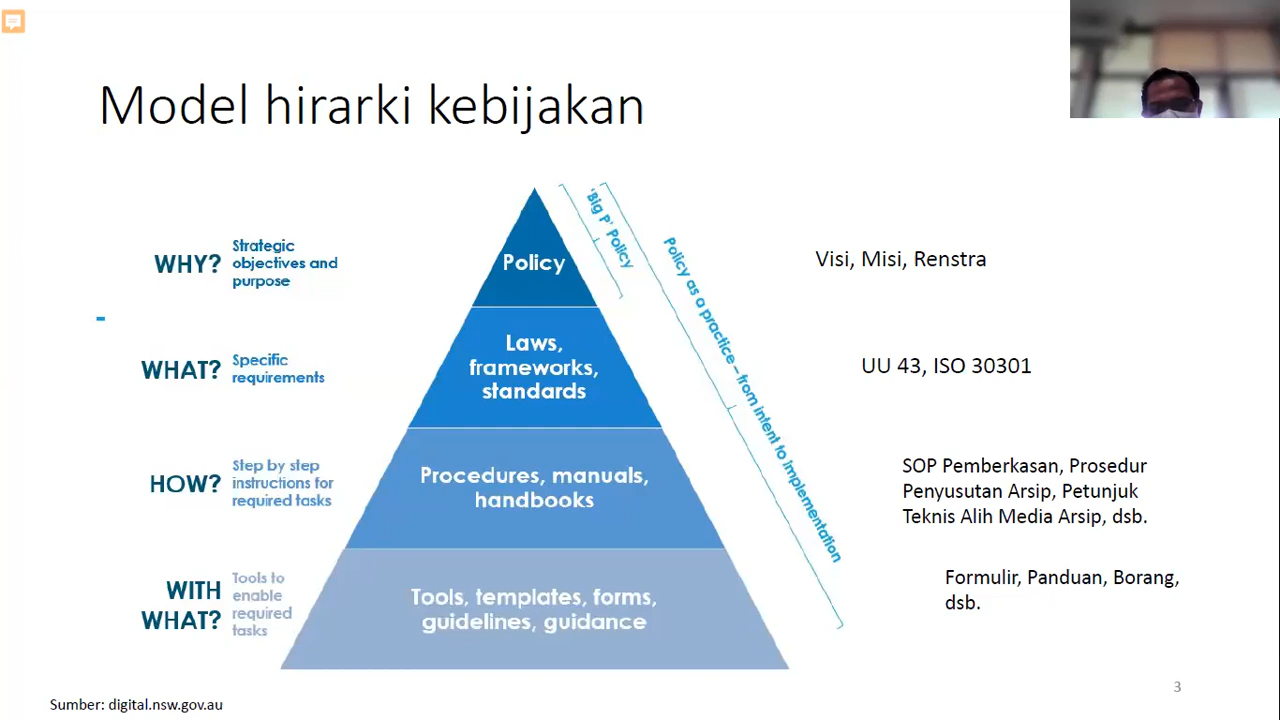 Model hirarki kebijakan
WHY?
Strategic
objectives and
purpose
Policy
'Big P' Policy
Policy as a practice – from intent to implementation
Visi, Misi, Renstra
WHAT?
Specific
requirements
Laws,
frameworks,
standards
UU 43, ISO 30301
HOW?
Step by step
instructions for
required tasks
Procedures, manuals,
handbooks
SOP Pemberkasan, Prosedur
Penyusutan Arsip, Petunjuk
Teknis Alih Media Arsip, dsb.
WITH
WHAT?
Tools to
enable
required
tasks
Tools, templates, forms,
guidelines, guidance
Formulir, Panduan, Borang,
dsb.
3
Sumber: digital.nsw.gov.au